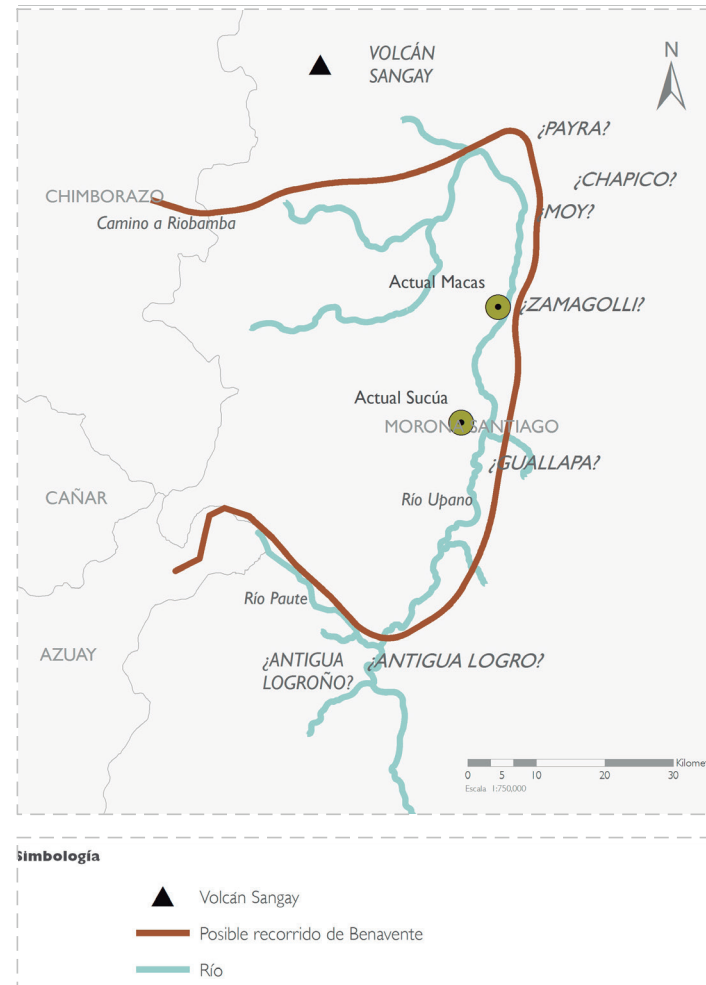 VOLCÁN
SANGAY
N
¿PAYRA?
¿CHAPICO?
CHIMBORAZO
¿MOY?
Camino a Riobamba
Actual Macas
¿ZAMAGOLLI?
Actual Sucúa
MORONA SANTIAGO
¿GUALLAPA?
CAÑAR
Río Upano
Río Paute
AZUAY
¿ANTIGUA
LOGROÑO?
¿ANTIGUA LOGRO?
Kilomet
0 5 10 20 30
Escala 1:750,000
Simbología
Volcán Sangay
Posible recorrido de Benavente
Río